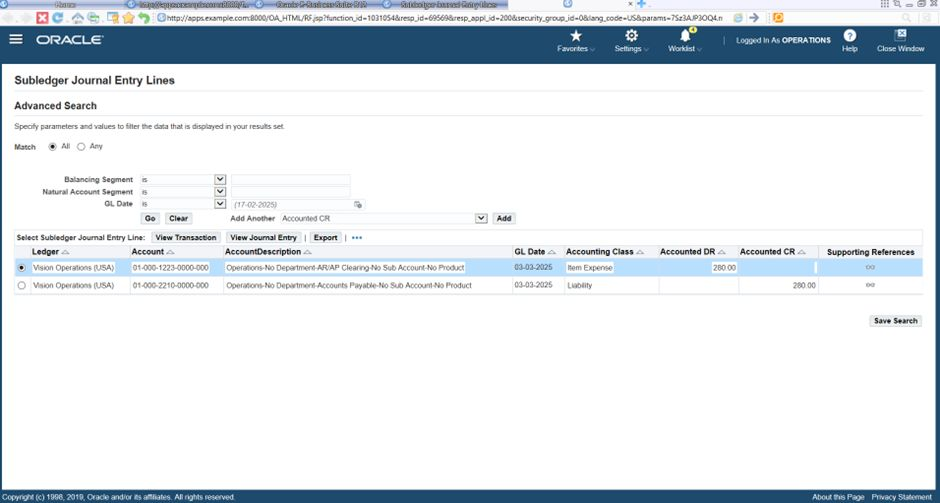 Home
Oracle E-Business Suite R12
Subledger Journal Entry Lines
http://apps.example.com:8000/OA_HTML/RF.jsp?function_id=1031054&resp_id=69569&resp_appl_id=200&security_group_id=0&lang_code=US&params=7Sz3AJP3OQ4.n
ORACLE
Favorites Settings Worklist 4 Logged In As OPERATIONS Help Close Window
Subledger Journal Entry Lines
Advanced Search
Specify parameters and values to filter the data that is displayed in your results set.
Match All Any
Balancing Segment is
Natural Account Segment is
GL Date is (17-02-2025)
Go Clear Add Another Accounted CR Add
Select Subledger Journal Entry Line: View Transaction View Journal Entry | Export | •••
Ledger Account AccountDescription GL Date Accounting Class Accounted DR Accounted CR Supporting References
Vision Operations (USA) 01-000-1223-0000-000 Operations-No Department-AR/AP Clearing-No Sub Account-No Product 03-03-2025 Item Expense 280.00
Vision Operations (USA) 01-000-2210-0000-000 Operations-No Department-Accounts Payable-No Sub Account-No Product 03-03-2025 Liability 280.00
Save Search
Copyright (c) 1998, 2019, Oracle and/or its affiliates. All rights reserved. About this Page Privacy Statement